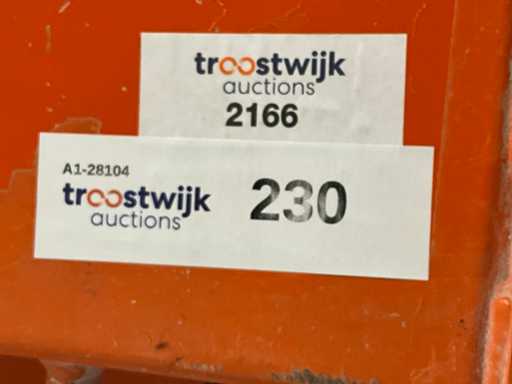 troostwijk
auctions
2166
A1-28104
troostwijk
auctions
230